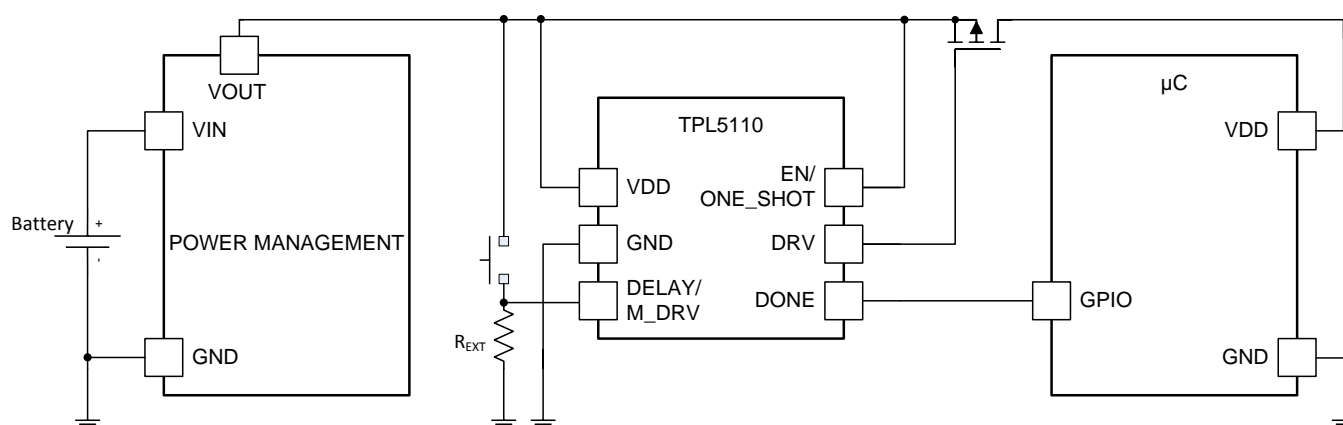 VOUT
VIN
Battery
+
-
POWER MANAGEMENT
GND
TPL5110
VDD
EN/
ONE_SHOT
GND
DRV
DELAY/
M_DRV
DONE
REXT
µC
VDD
GPIO
GND